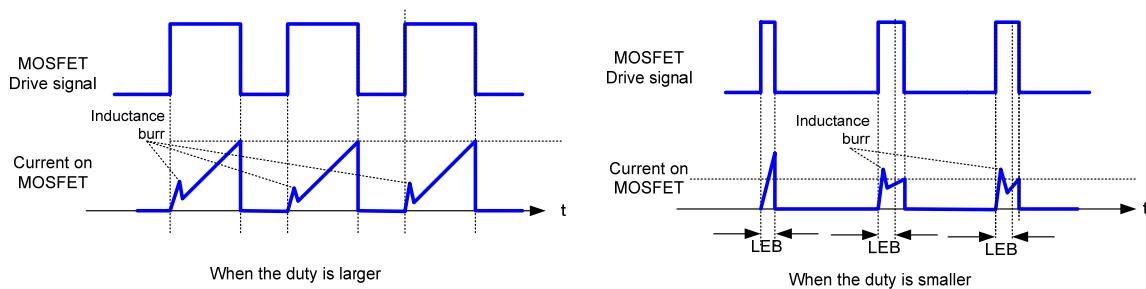 MOSFET
Drive signal
Inductance
burr
Current on
MOSFET
t
When the duty is larger
MOSFET
Drive signal
Inductance
burr
Current on
MOSFET
t
LEB
LEB
LEB
When the duty is smaller